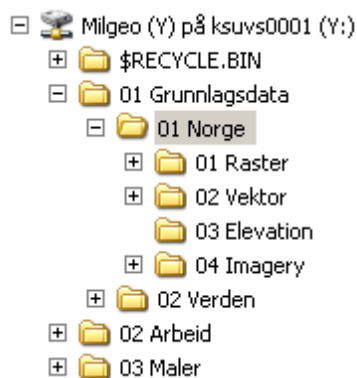 Milgeo (Y) på ksuvs0001 (Y:)
$RECYCLE.BIN
01 Grunnlagsdata
01 Norge
01 Raster
02 Vektor
03 Elevation
04 Imagery
02 Verden
02 Arbeid
03 Maler